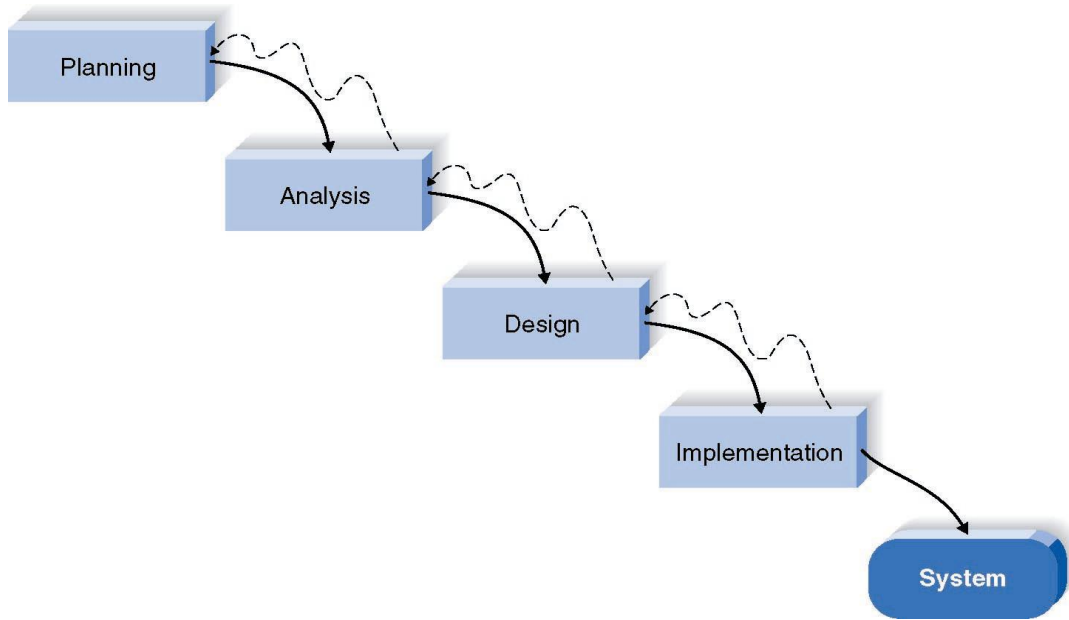 Planning
Analysis
Design
Implementation
System